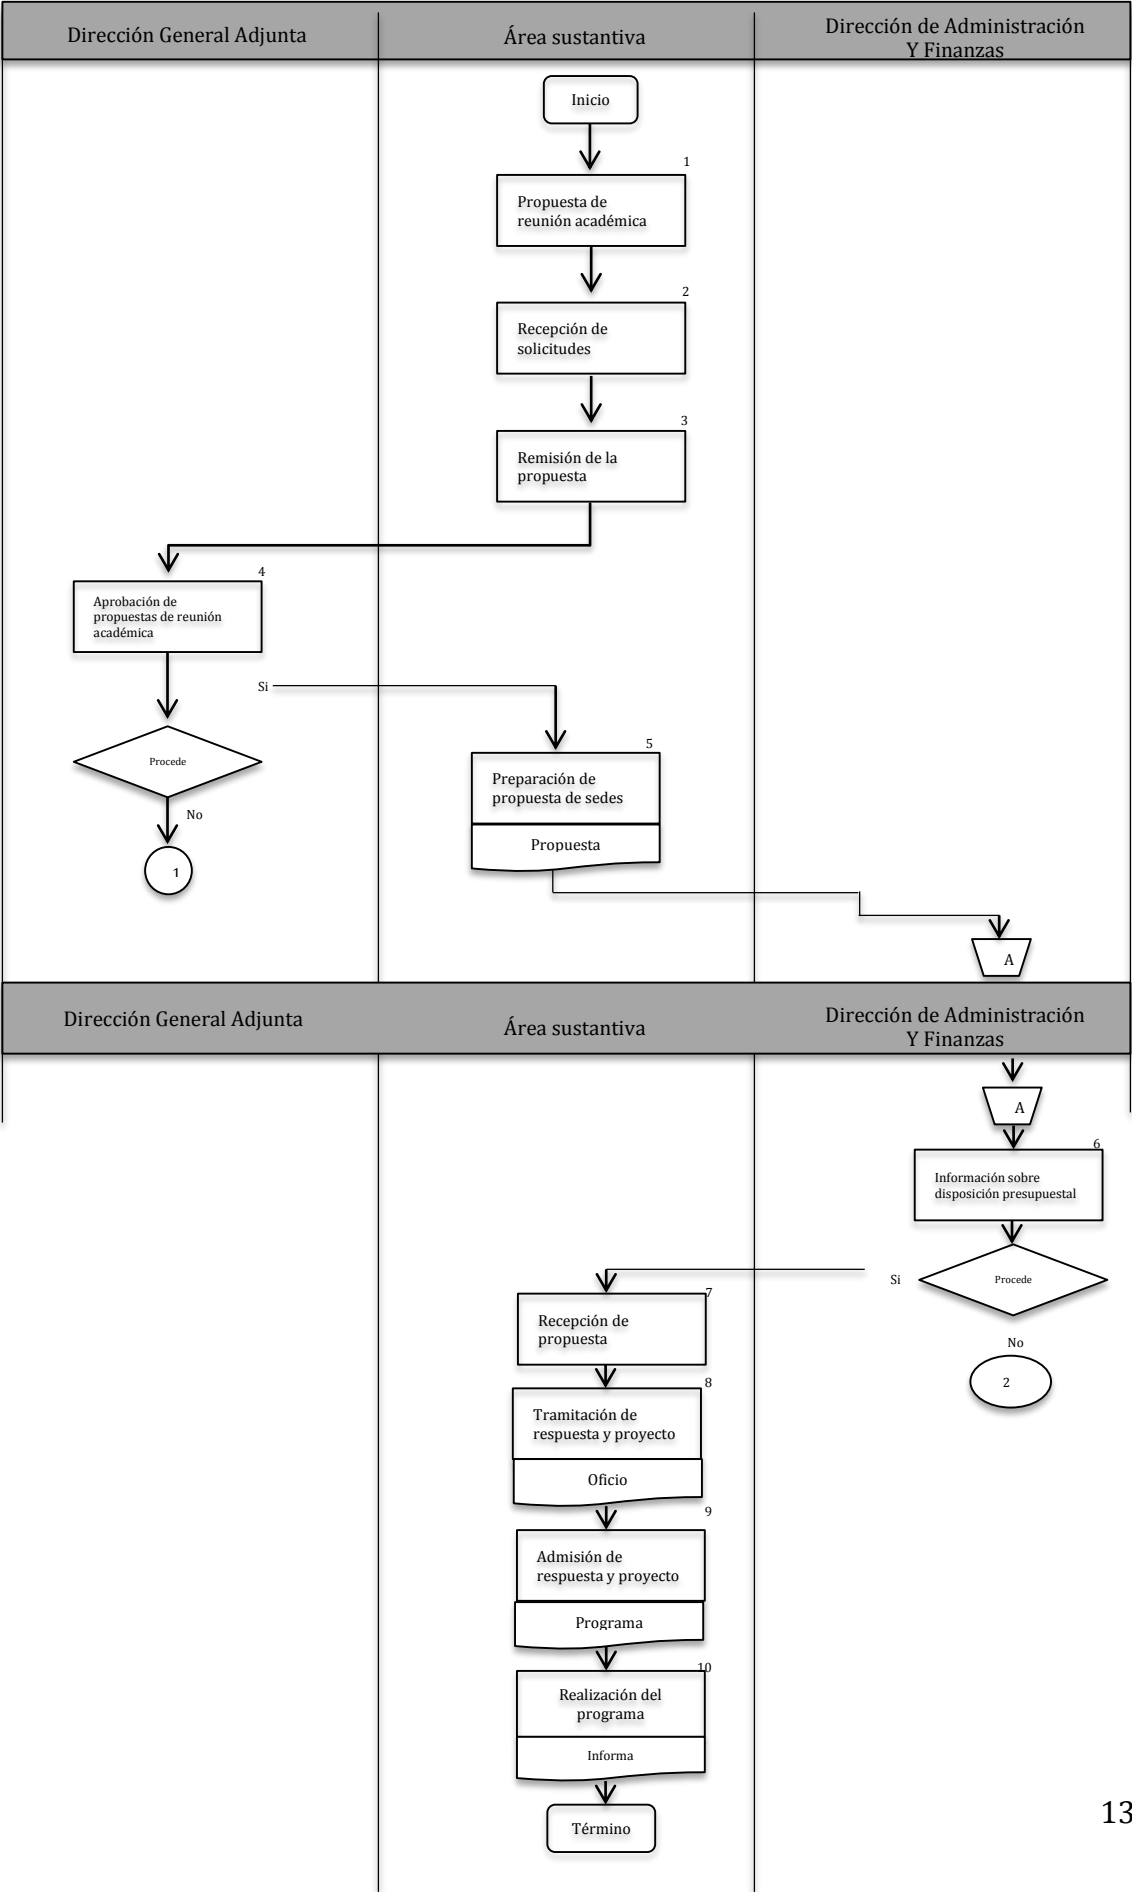 Dirección General Adjunta
Área sustantiva
Dirección de Administración
Y Finanzas
Inicio
1
Propuesta de
reunión académica
2
Recepción de
solicitudes
3
Remisión de la
propuesta
4
Aprobación de
propuestas de reunión
académica
Si
Procede
No
1
5
Preparación de
propuesta de sedes
Propuesta
A
Dirección General Adjunta
Área sustantiva
Dirección de Administración
Y Finanzas
A
6
Información sobre
disposición presupuestal
Si
Procede
No
2
7
Recepción de
propuesta
8
Tramitación de
respuesta y proyecto
Oficio
9
Admisión de
respuesta y proyecto
Programa
10
Realización del
programa
Informa
Término
13